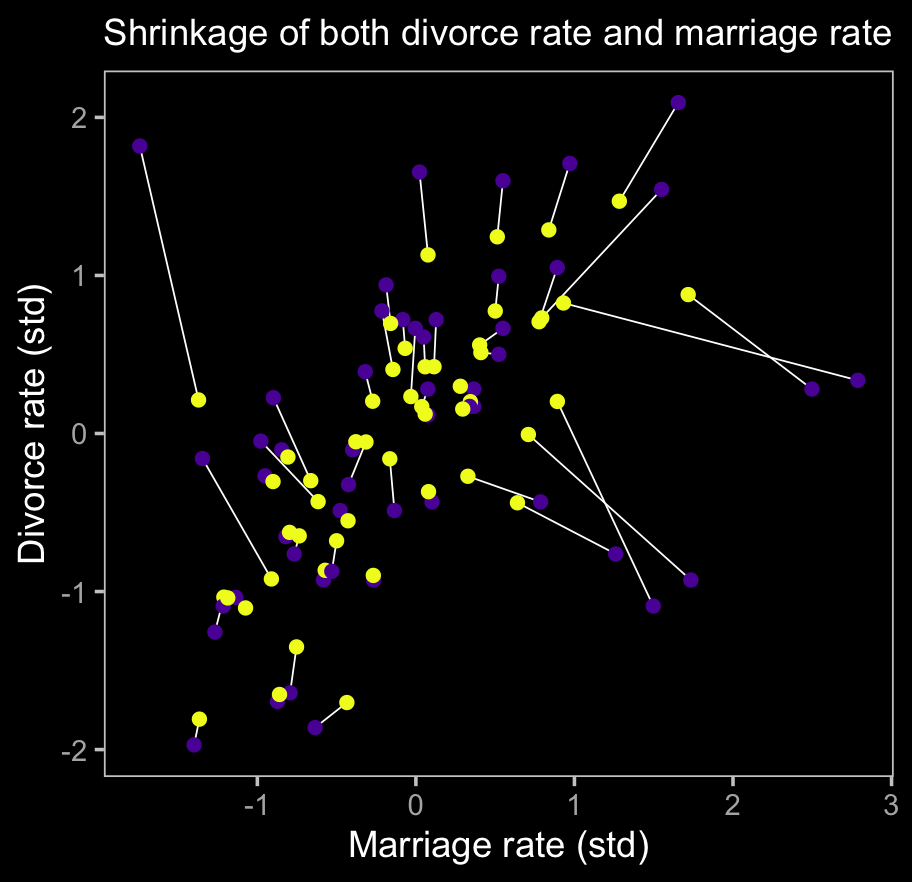 Shrinkage of both divorce rate and marriage rate
2
1
0
-1
-2
Divorce rate (std)
-1 0 1 2 3
Marriage rate (std)